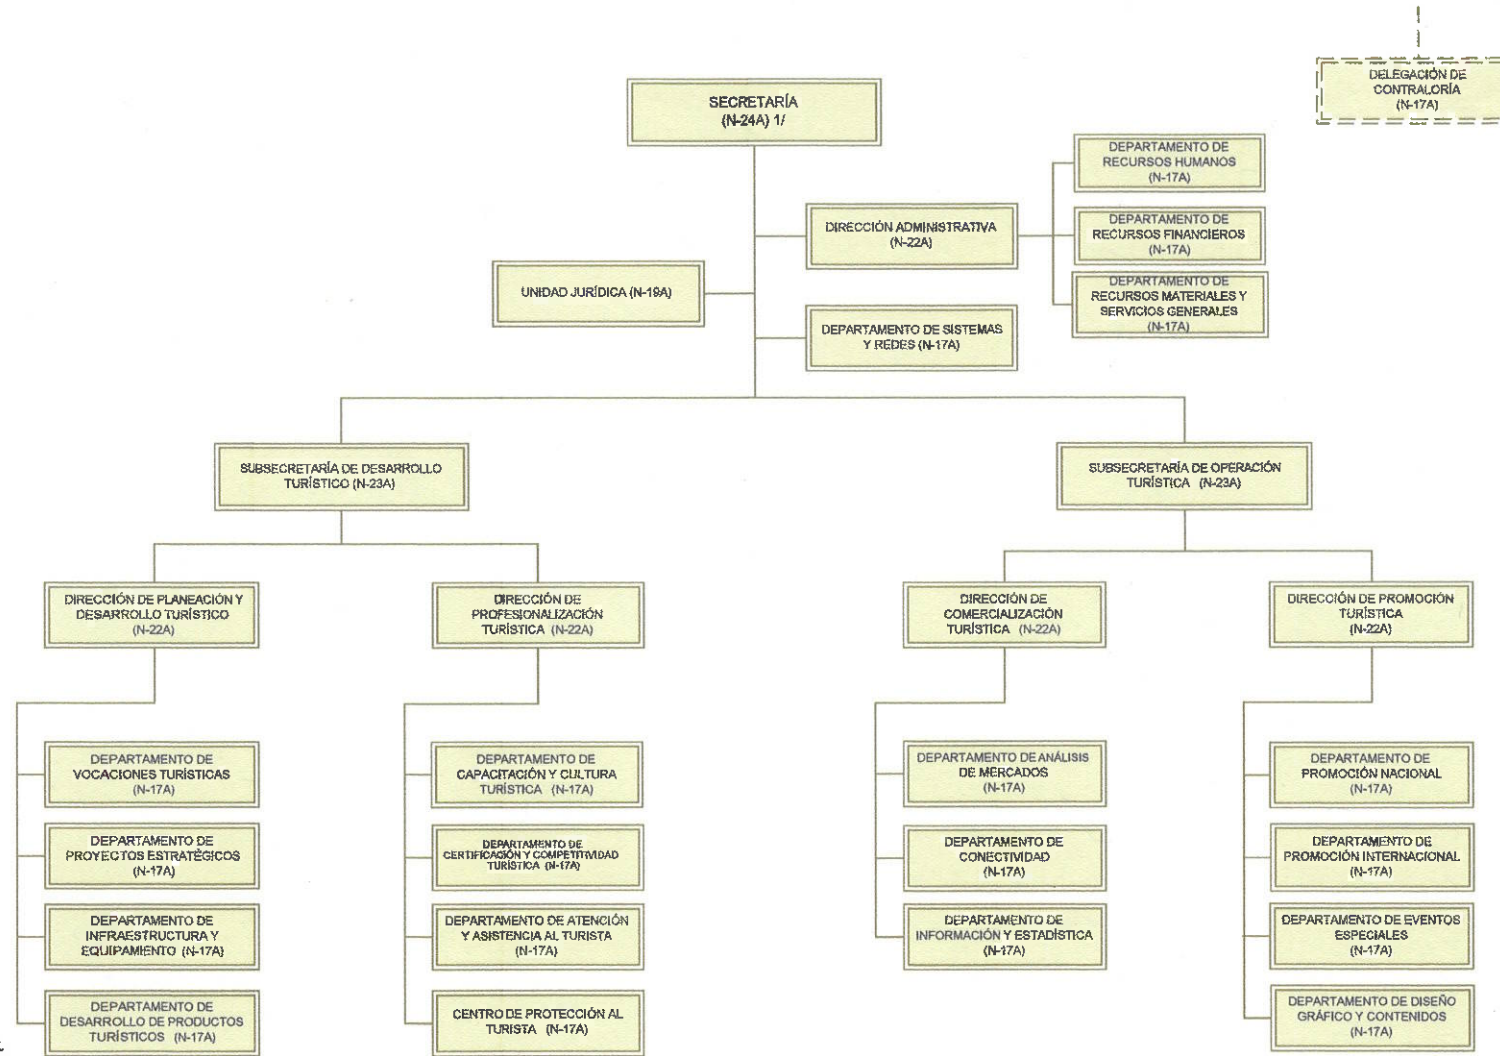 DELEGACIÓN DE
CONTRALORÍA
(N-17A)
SECRETARÍA
(N-24A) 1/
DEPARTAMENTO DE
RECURSOS HUMANOS
(N-17A)
DIRECCIÓN ADMINISTRATIVA
(N-22A)
DEPARTAMENTO DE
RECURSOS FINANCIEROS
(N-17A)
UNIDAD JURÍDICA (N-19A)
DEPARTAMENTO DE
RECURSOS MATERIALES Y
SERVICIOS GENERALES
(N-17A)
DEPARTAMENTO DE SISTEMAS
Y REDES (N-17A)
SUBSECRETARÍA DE DESARROLLO
TURÍSTICO (N-23A)
SUBSECRETARÍA DE OPERACIÓN
TURÍSTICA (N-23A)
DIRECCIÓN DE PLANEACIÓN Y
DESARROLLO TURÍSTICO
(N-22A)
DIRECCIÓN DE
PROFESIONALIZACIÓN
TURÍSTICA (N-22A)
DIRECCIÓN DE
COMERCIALIZACIÓN
TURÍSTICA (N-22A)
DIRECCIÓN DE PROMOCIÓN
TURÍSTICA
(N-22A)
DEPARTAMENTO DE
VOCACIONES TURÍSTICAS
(N-17A)
DEPARTAMENTO DE
CAPACITACIÓN Y CULTURA
TURÍSTICA (N-17A)
DEPARTAMENTO DE ANÁLISIS
DE MERCADOS
(N-17A)
DEPARTAMENTO DE
PROMOCIÓN NACIONAL
(N-17A)
DEPARTAMENTO DE
PROYECTOS ESTRATÉGICOS
(N-17A)
DEPARTAMENTO DE
CERTIFICACIÓN Y COMPETITIVIDAD
TURÍSTICA (N-17A)
DEPARTAMENTO DE
CONECTIVIDAD
(N-17A)
DEPARTAMENTO DE
PROMOCIÓN INTERNACIONAL
(N-17A)
DEPARTAMENTO DE
INFRAESTRUCTURA Y
EQUIPAMIENTO (N-17A)
DEPARTAMENTO DE ATENCIÓN
Y ASISTENCIA AL TURISTA
(N-17A)
DEPARTAMENTO DE
INFORMACIÓN Y ESTADÍSTICA
(N-17A)
DEPARTAMENTO DE EVENTOS
ESPECIALES
(N-17A)
DEPARTAMENTO DE
DESARROLLO DE PRODUCTOS
TURÍSTICOS (N-17A)
CENTRO DE PROTECCIÓN AL
TURISTA (N-17A)
DEPARTAMENTO DE DISEÑO
GRÁFICO Y CONTENIDOS
(N-17A)